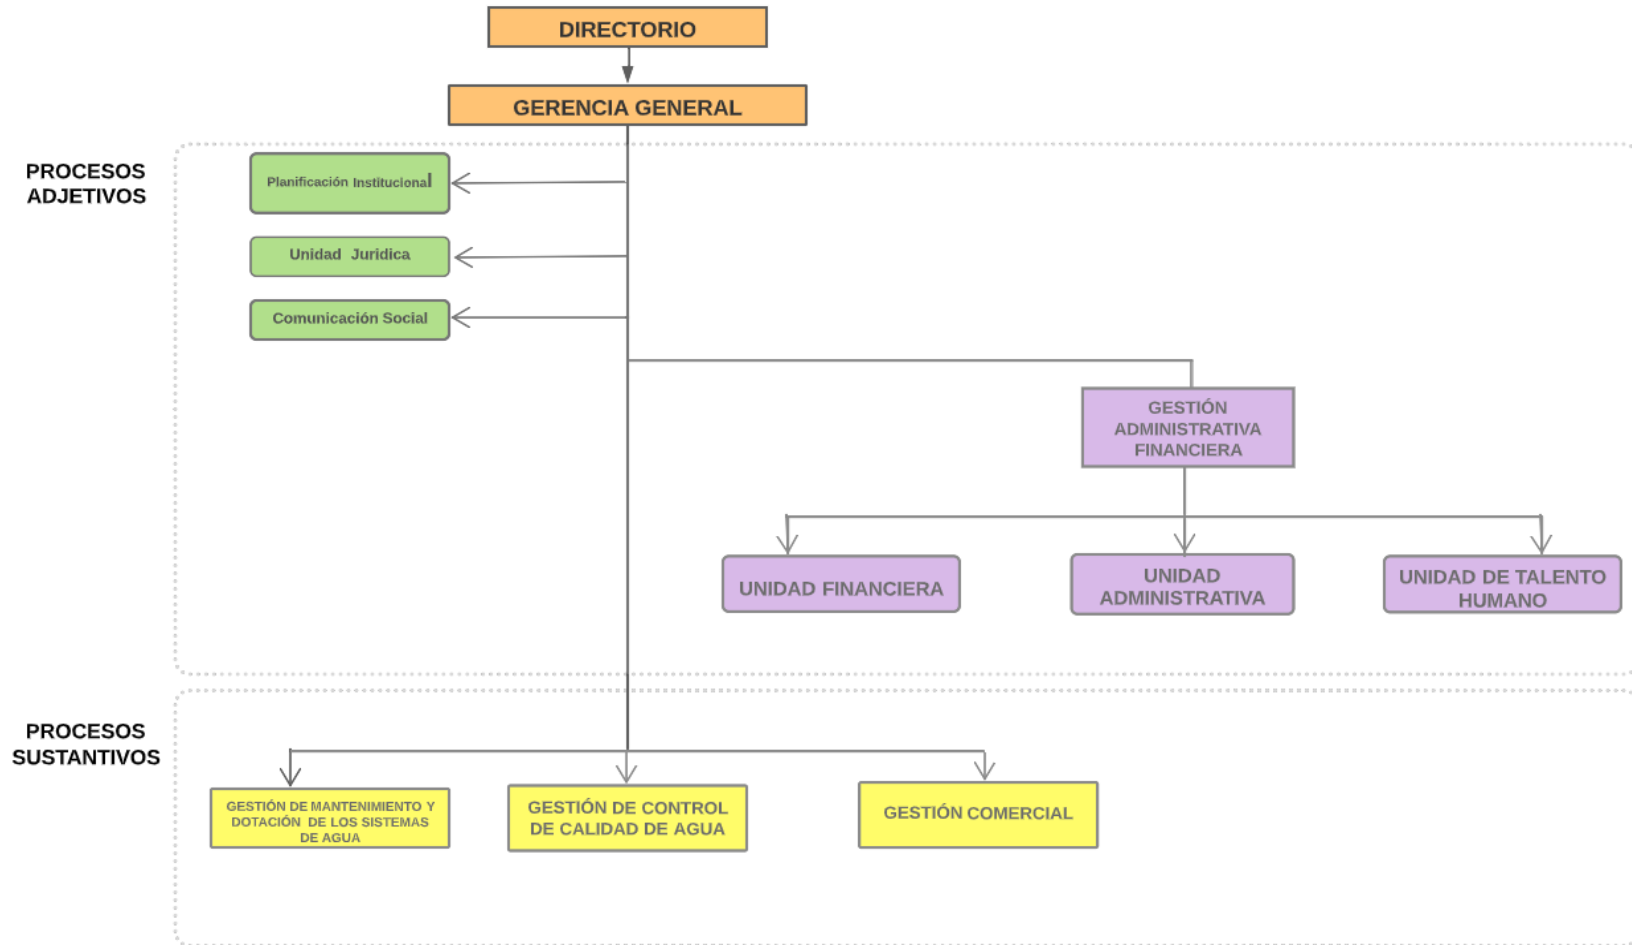 DIRECTORIO
GERENCIA GENERAL
PROCESOS
ADJETIVOS
Planificación Institucional
Unidad Juridica
Comunicación Social
GESTIÓN
ADMINISTRATIVA
FINANCIERA
UNIDAD FINANCIERA
UNIDAD
ADMINISTRATIVA
UNIDAD DE TALENTO
HUMANO
PROCESOS
SUSTANTIVOS
GESTIÓN DE MANTENIMIENTO Y
DOTACIÓN DE LOS SISTEMAS
DE AGUA
GESTIÓN DE CONTROL
DE CALIDAD DE AGUA
GESTIÓN COMERCIAL